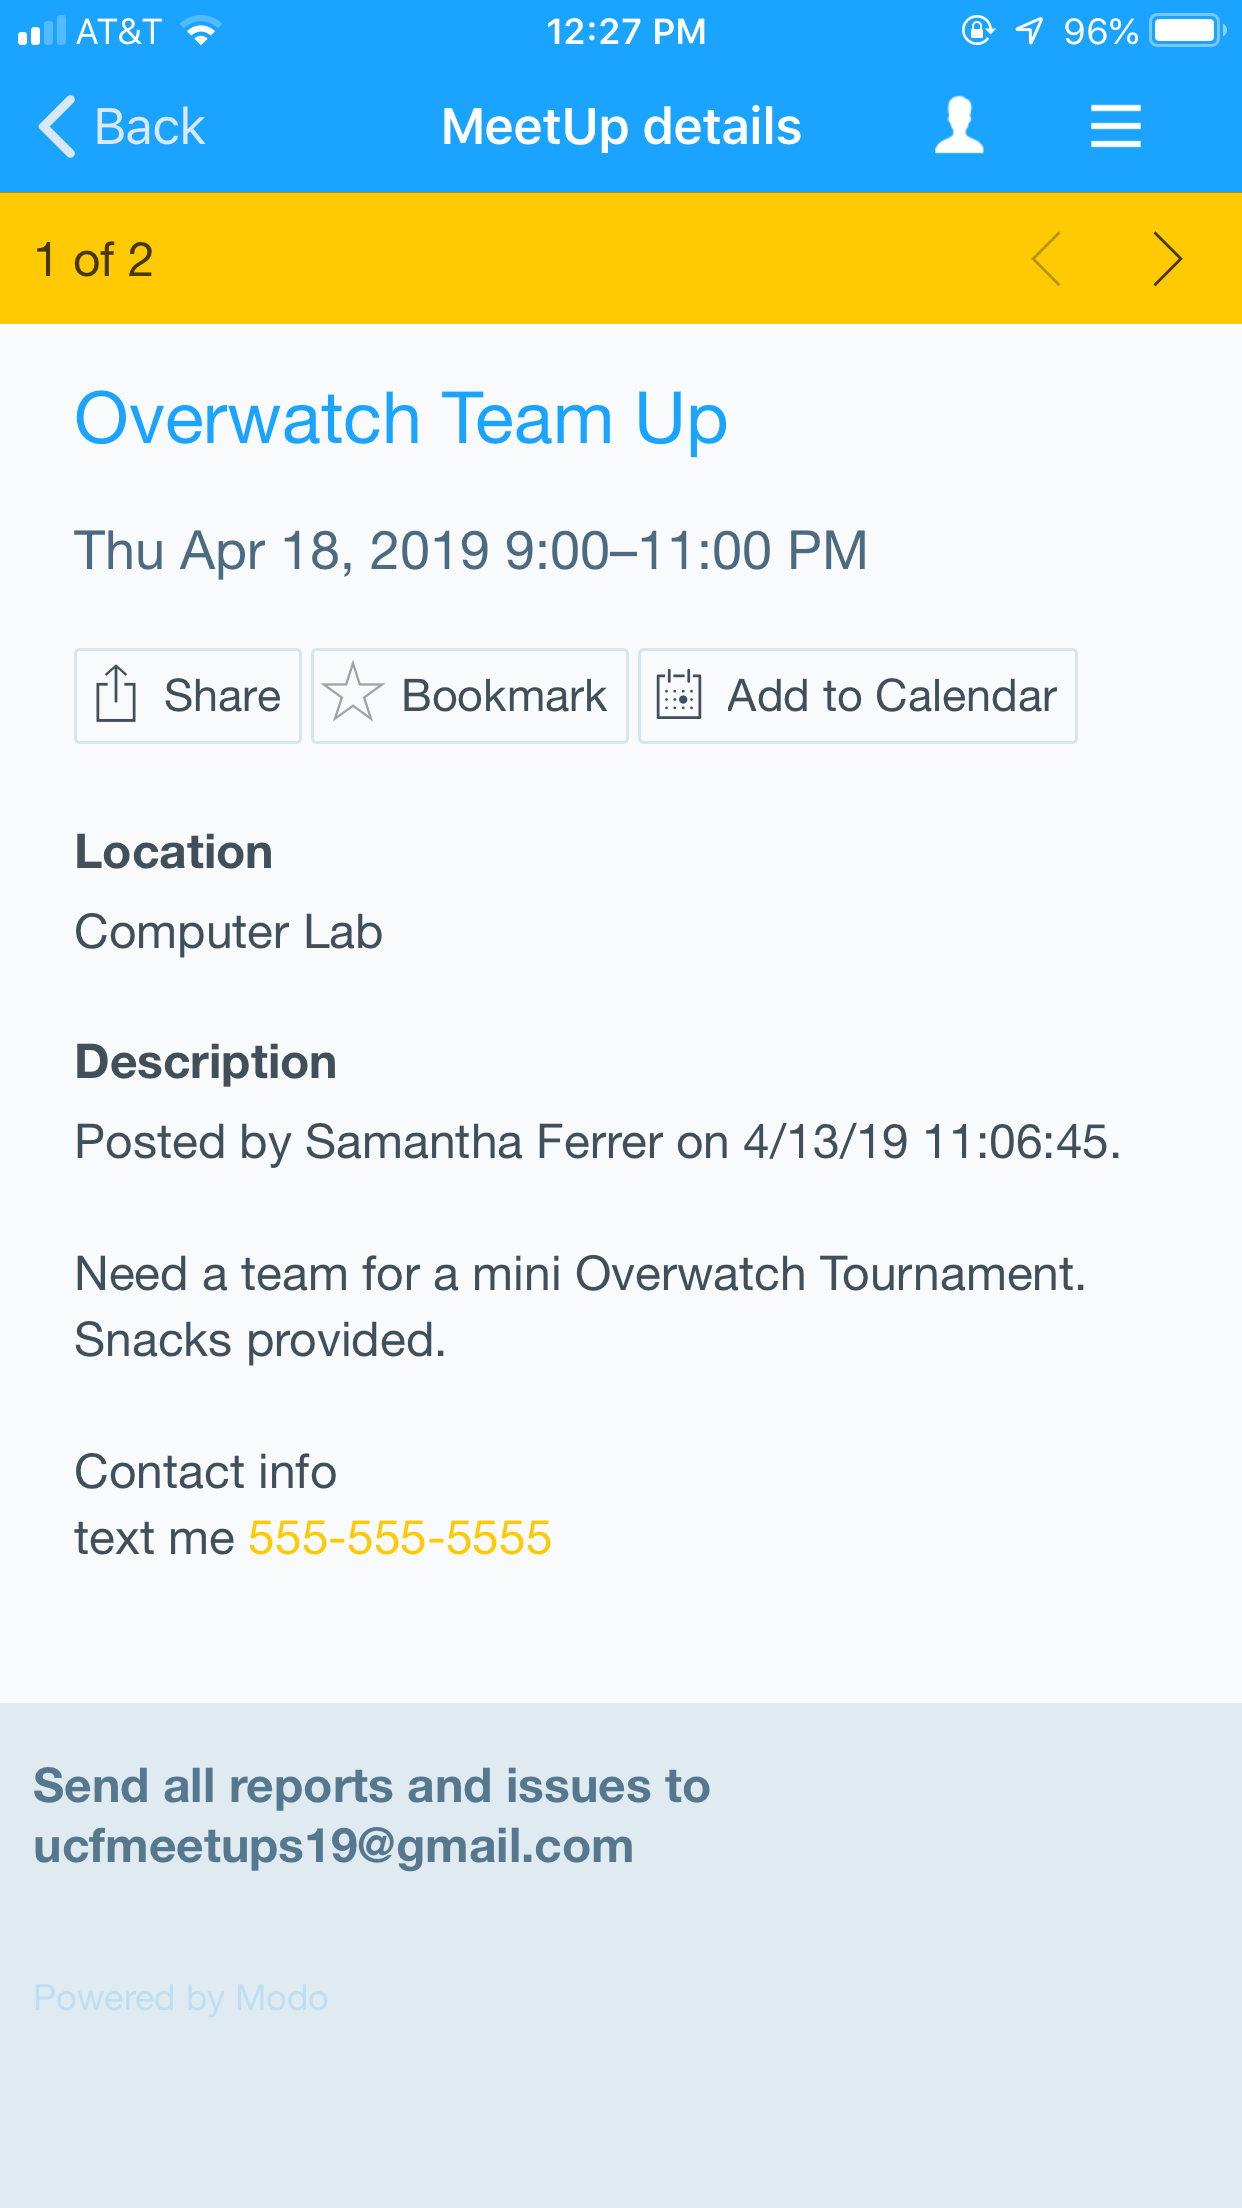 AT&T 12:27 PM 96%
Back MeetUp details
1 of 2
Overwatch Team Up
Thu Apr 18, 2019 9:00–11:00 PM
Share Bookmark Add to Calendar
Location
Computer Lab
Description
Posted by Samantha Ferrer on 4/13/19 11:06:45.
Need a team for a mini Overwatch Tournament.
Snacks provided.
Contact info
text me 555-555-5555
Send all reports and issues to
ucfmeetups19@gmail.com
Powered by Modo